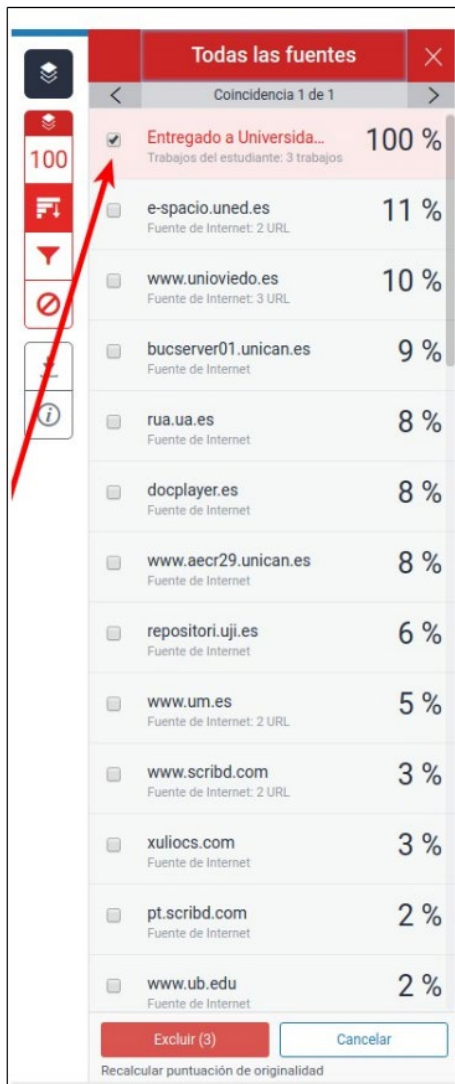 Todas las fuentes
Coincidencia 1 de 1
100
Entregado a Universida... 100 %
Trabajos del estudiante: 3 trabajos
e-spacio.uned.es 11 %
Fuente de Internet: 2 URL
www.unioviedo.es 10 %
Fuente de Internet: 3 URL
bucserver01.unican.es 9 %
Fuente de Internet
rua.ua.es 8 %
Fuente de Internet
docplayer.es 8 %
Fuente de Internet
www.aecr29.unican.es 8 %
Fuente de Internet
repositori.uji.es 6 %
Fuente de Internet
www.um.es 5 %
Fuente de Internet: 2 URL
www.scribd.com 3 %
Fuente de Internet: 2 URL
xuliocs.com 3 %
Fuente de Internet
pt.scribd.com 2 %
Fuente de Internet
www.ub.edu 2 %
Fuente de Internet
Excluir (3) Cancelar
Recalcular puntuación de originalidad